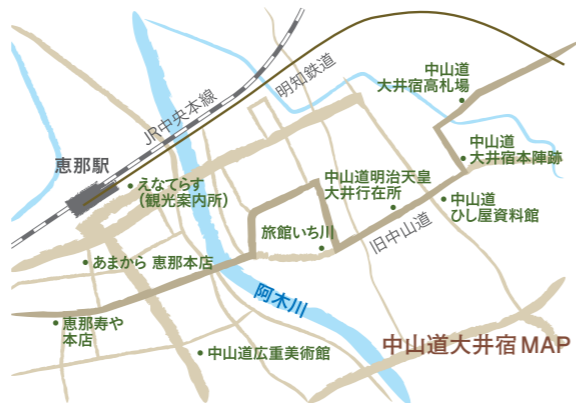 中山道
大井宿高札場
明知鉄道
JR中央本線
恵那駅
中山道
大井宿本陣跡
えなてらす
(観光案内所)
中山道明治天皇
大井行在所
中山道
ひし屋資料館
旅館いち川
旧中山道
あまから 恵那本店
阿木川
恵那寿や
本店
中山道広重美術館
中山道大井宿 MAP